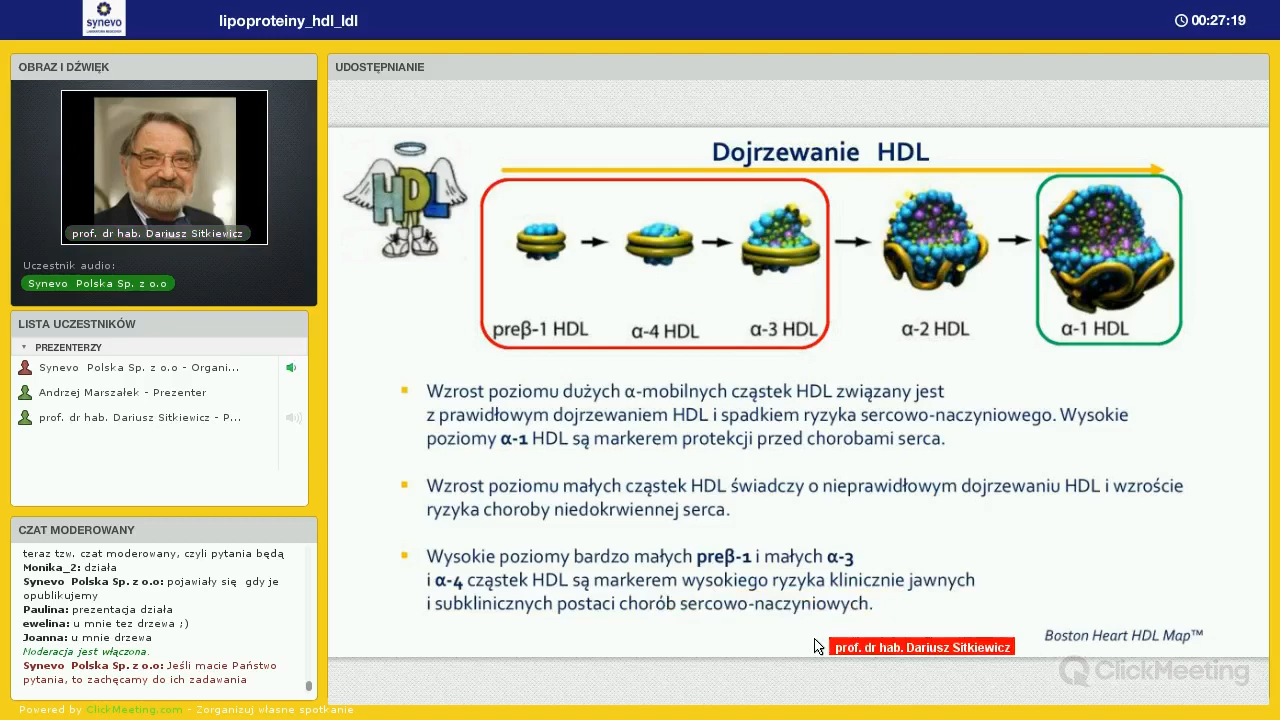 synevo
lipoproteiny_hdl_ldl
00:27:19
OBRAZ I DŹWIĘK
prof. dr hab. Dariusz Sitkiewicz
Uczestnik audio:
Synevo Polska Sp. z o.o
LISTA UCZESTNIKÓW
PREZENTERZY
Synevo Polska Sp. z o.o - Organi...
Andrzej Marszałek - Prezenter
prof. dr hab. Dariusz Sitkiewicz - P...
CZAT MODEROWANY
teraz tzw. czat moderowany, czyli pytania będą
Monika_2: działa
Synevo Polska Sp. z o.o: pojawiały się gdy je
opublikujemy
Paulina: prezentacja działa
ewelina: u mnie tez drzewa ;)
Joanna: u mnie drzewa
Moderacja jest włączona.
Synevo Polska Sp. z o.o: Jeśli macie Państwo
pytania, to zachęcamy do ich zadawania
Powered by ClickMeeting.com - Zorganizuj własne spotkanie
UDOSTĘPNIANIE
HDL
Dojrzewanie HDL
preβ-1 HDL
α-4 HDL
α-3 HDL
α-2 HDL
α-1 HDL
▪ Wzrost poziomu dużych α-mobilnych cząstek HDL związany jest
z prawidłowym dojrzewaniem HDL i spadkiem ryzyka sercowo-naczyniowego. Wysokie
poziomy α-1 HDL są markerem protekcji przed chorobami serca.
▪ Wzrost poziomu małych cząstek HDL świadczy o nieprawidłowym dojrzewaniu HDL i wzroście
ryzyka choroby niedokrwiennej serca.
▪ Wysokie poziomy bardzo małych preβ-1 i małych α-3
i α-4 cząstek HDL są markerem wysokiego ryzyka klinicznie jawnych
i subklinicznych postaci chorób sercowo-naczyniowych.
Boston Heart HDL Map™
prof. dr hab. Dariusz Sitkiewicz
ClickMeeting